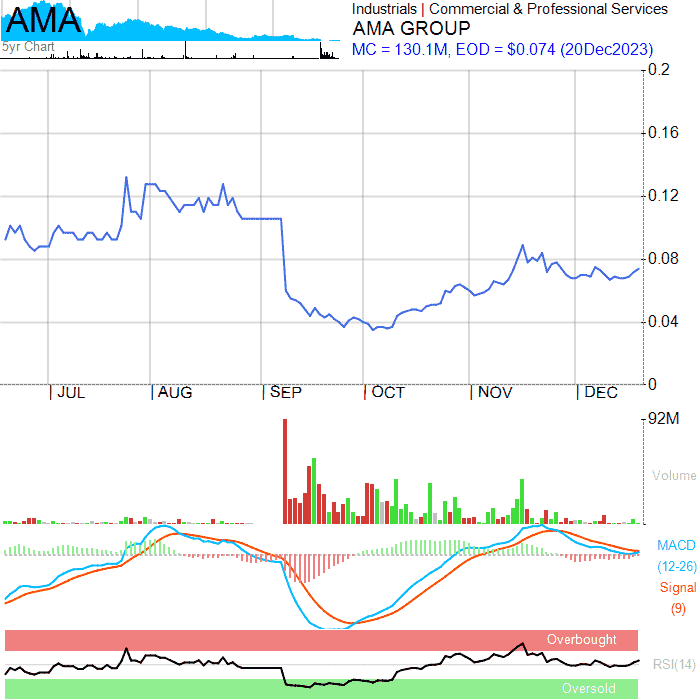 AMA
5yr Chart
Industrials | Commercial & Professional Services
AMA GROUP
MC = 130.1M, EOD = $0.074 (20Dec2023)
0.2
0.16
0.12
0.08
0.04
0
JUL AUG SEP OCT NOV DEC
92M
Volume
MACD
(12-26)
Signal
(9)
Overbought
RSI(14)
Oversold